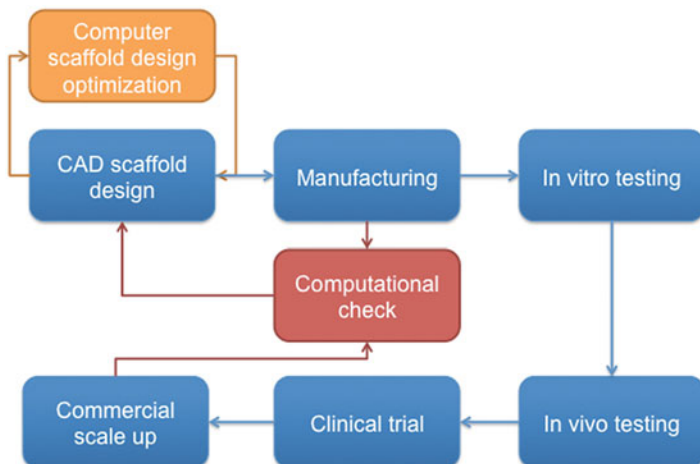 Computer
scaffold design
optimization
CAD scaffold
design
Manufacturing
In vitro testing
Computational
check
Commercial
scale up
Clinical trial
In vivo testing